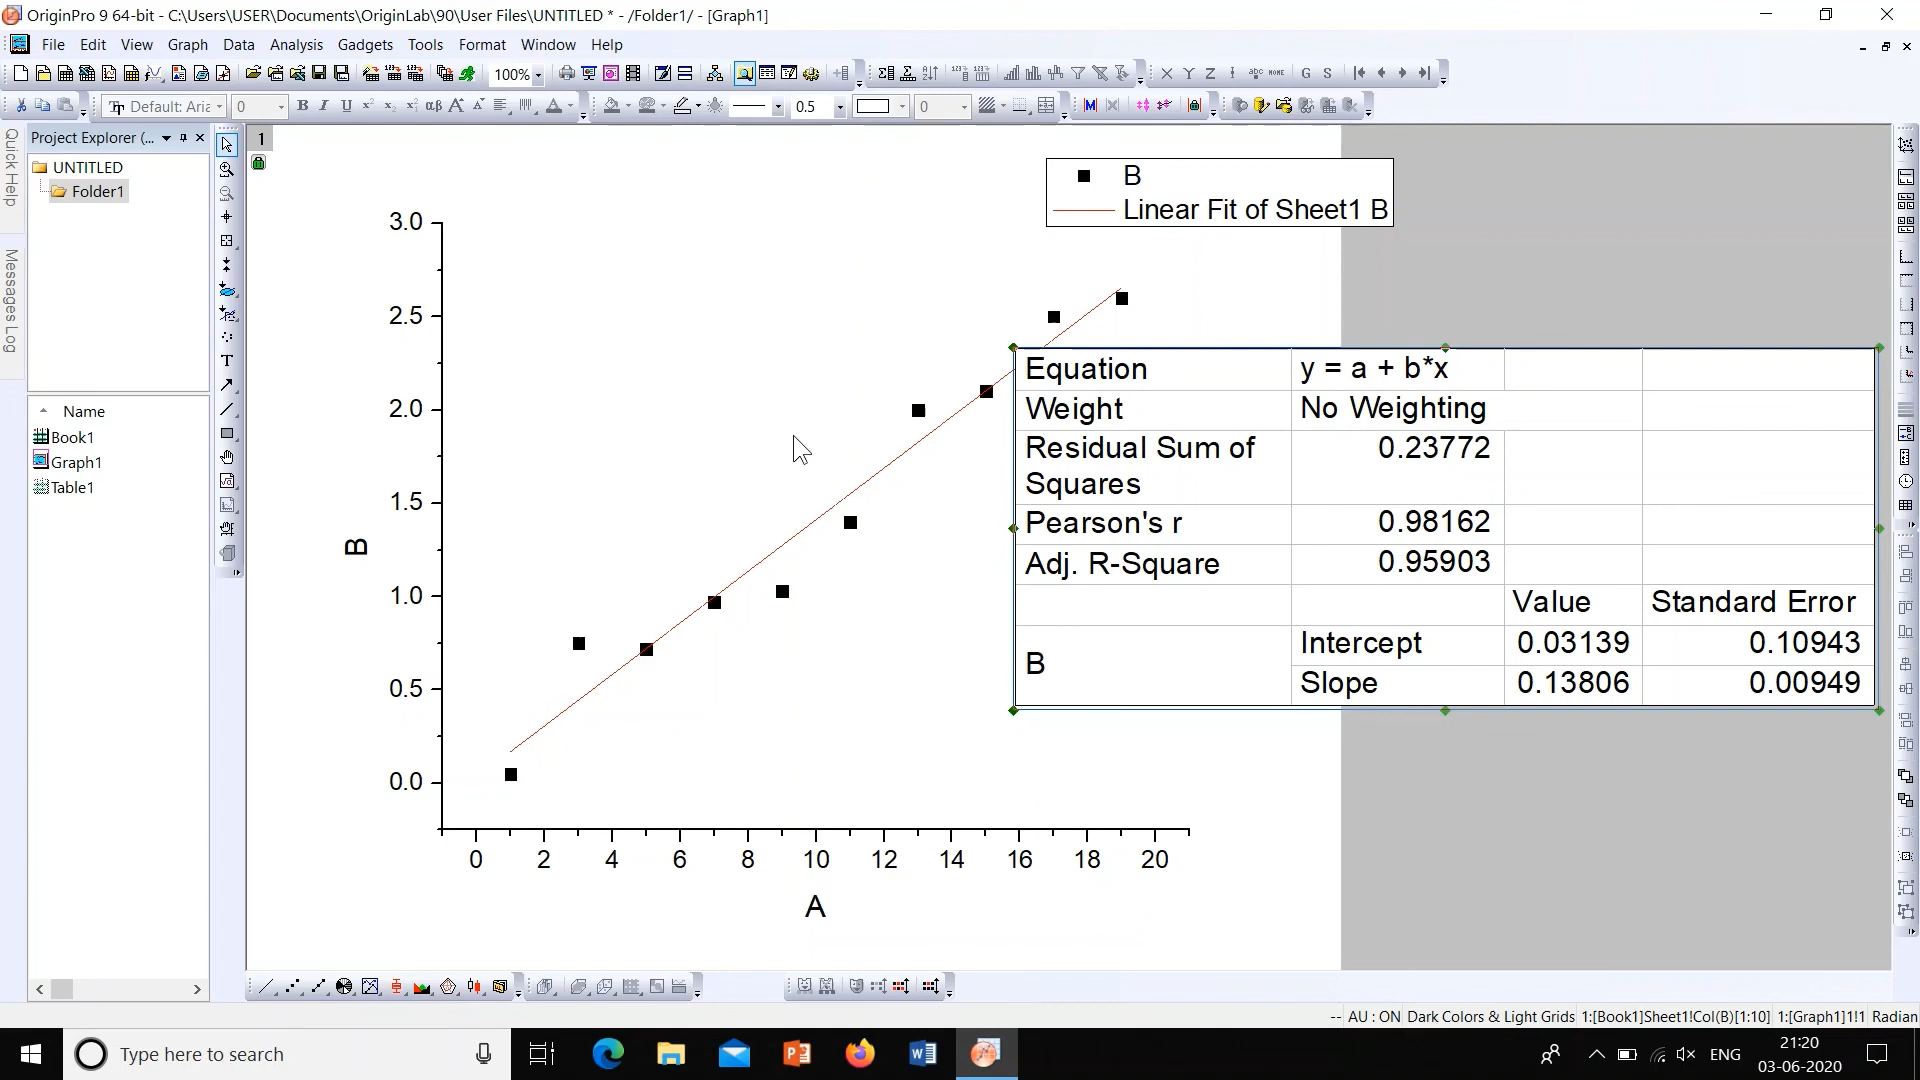 OriginPro 9 64-bit - C:\Users\USER\Documents\OriginLab\90\User Files\UNTITLED * - /Folder1/ - [Graph1]
File Edit View Graph Data Analysis Gadgets Tools Format Window Help
100%
Default: Aria 0 B I U αβ A A A 0.5 0
Project Explorer (...
Quick Help
Messages Log
UNTITLED
Folder1
Name
Book1
Graph1
Table1
1
B
Linear Fit of Sheet1 B
3.0
2.5
2.0
1.5
1.0
0.5
0.0
B
0 2 4 6 8 10 12 14 16 18 20
A
Equation y = a + b*x
Weight No Weighting
Residual Sum of Squares 0.23772
Pearson's r 0.98162
Adj. R-Square 0.95903
Value Standard Error
B Intercept 0.03139 0.10943
Slope 0.13806 0.00949
-- AU : ON Dark Colors & Light Grids 1:[Book1]Sheet1!Col(B)[1:10] 1:[Graph1]1!1 Radian
Type here to search
ENG
21:20
03-06-2020